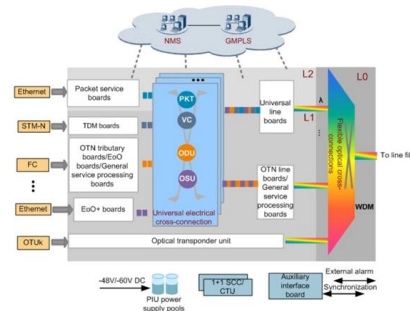 NMS
GMPLS
L2
L0
Ethernet
Packet service
boards
PKT
Universal
line boards
λ
L1
STM-N
TDM boards
VC
FC
OTN tributary
boards/EoO
boards/General
service processing
boards
ODU
Flexible optical cross-
connections
To line fi
OSU
OTN line
boards/
General
service
processing
boards
Ethernet
EoO+ boards
Universal electrical
cross-connection
WDM
OTUk
Optical transponder unit
-48V/-60V DC
PIU power
supply pools
1+1 SCC/
CTU
Auxiliary
interface
board
External alarm
Synchronization